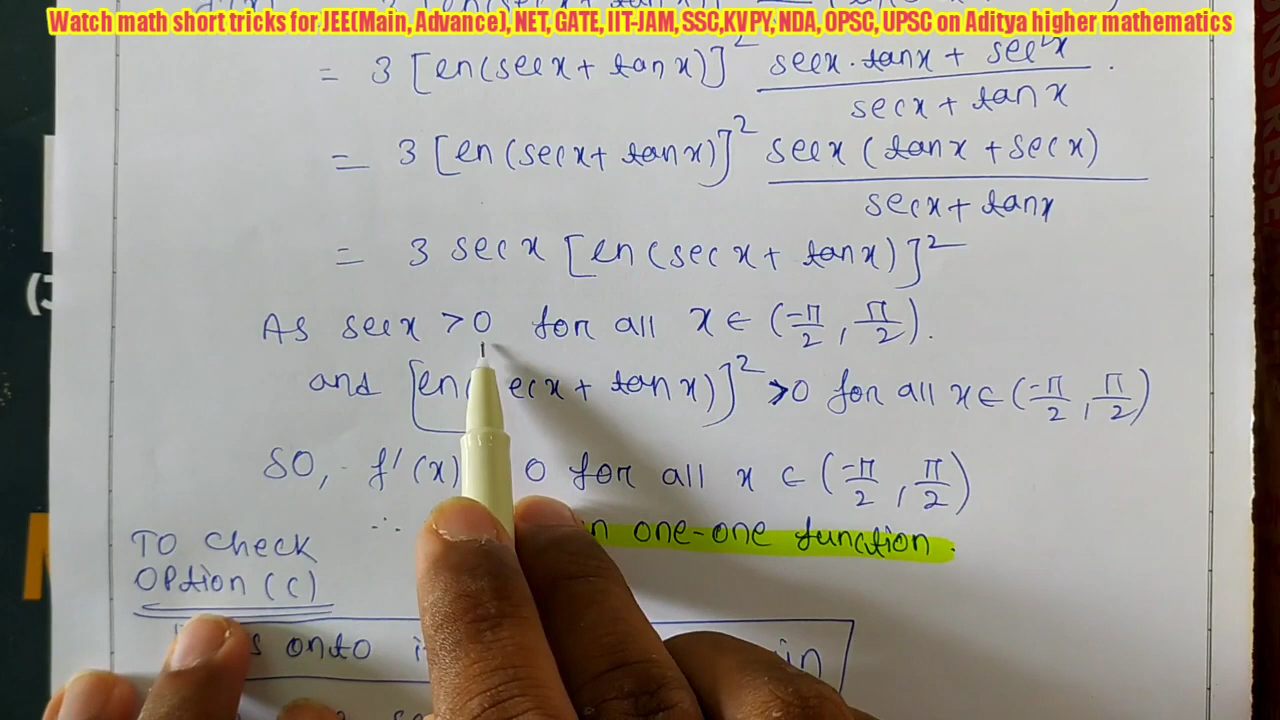 Watch math short tricks for JEE(Main, Advance), NET, GATE, IIT-JAM, SSC,KVPY, NDA, OPSC, UPSC on Aditya higher mathematics
= 3 [ln(secx + tanx)]² (secx · tanx + sec²x) / (secx + tanx) .
= 3 [ln(secx + tanx)]² secx (tanx + secx) / (secx + tanx)
= 3 secx [ln(secx + tanx)]²
As secx > 0 for all x ∈ (-π/2, π/2).
and [ln( ecx + tanx)]² > 0 for all x ∈ (-π/2, π/2)
SO, f'(x) 0 for all x ∈ (-π/2, π/2)
∴ n one-one function.
TO Check
OPtion (C)
s onto in